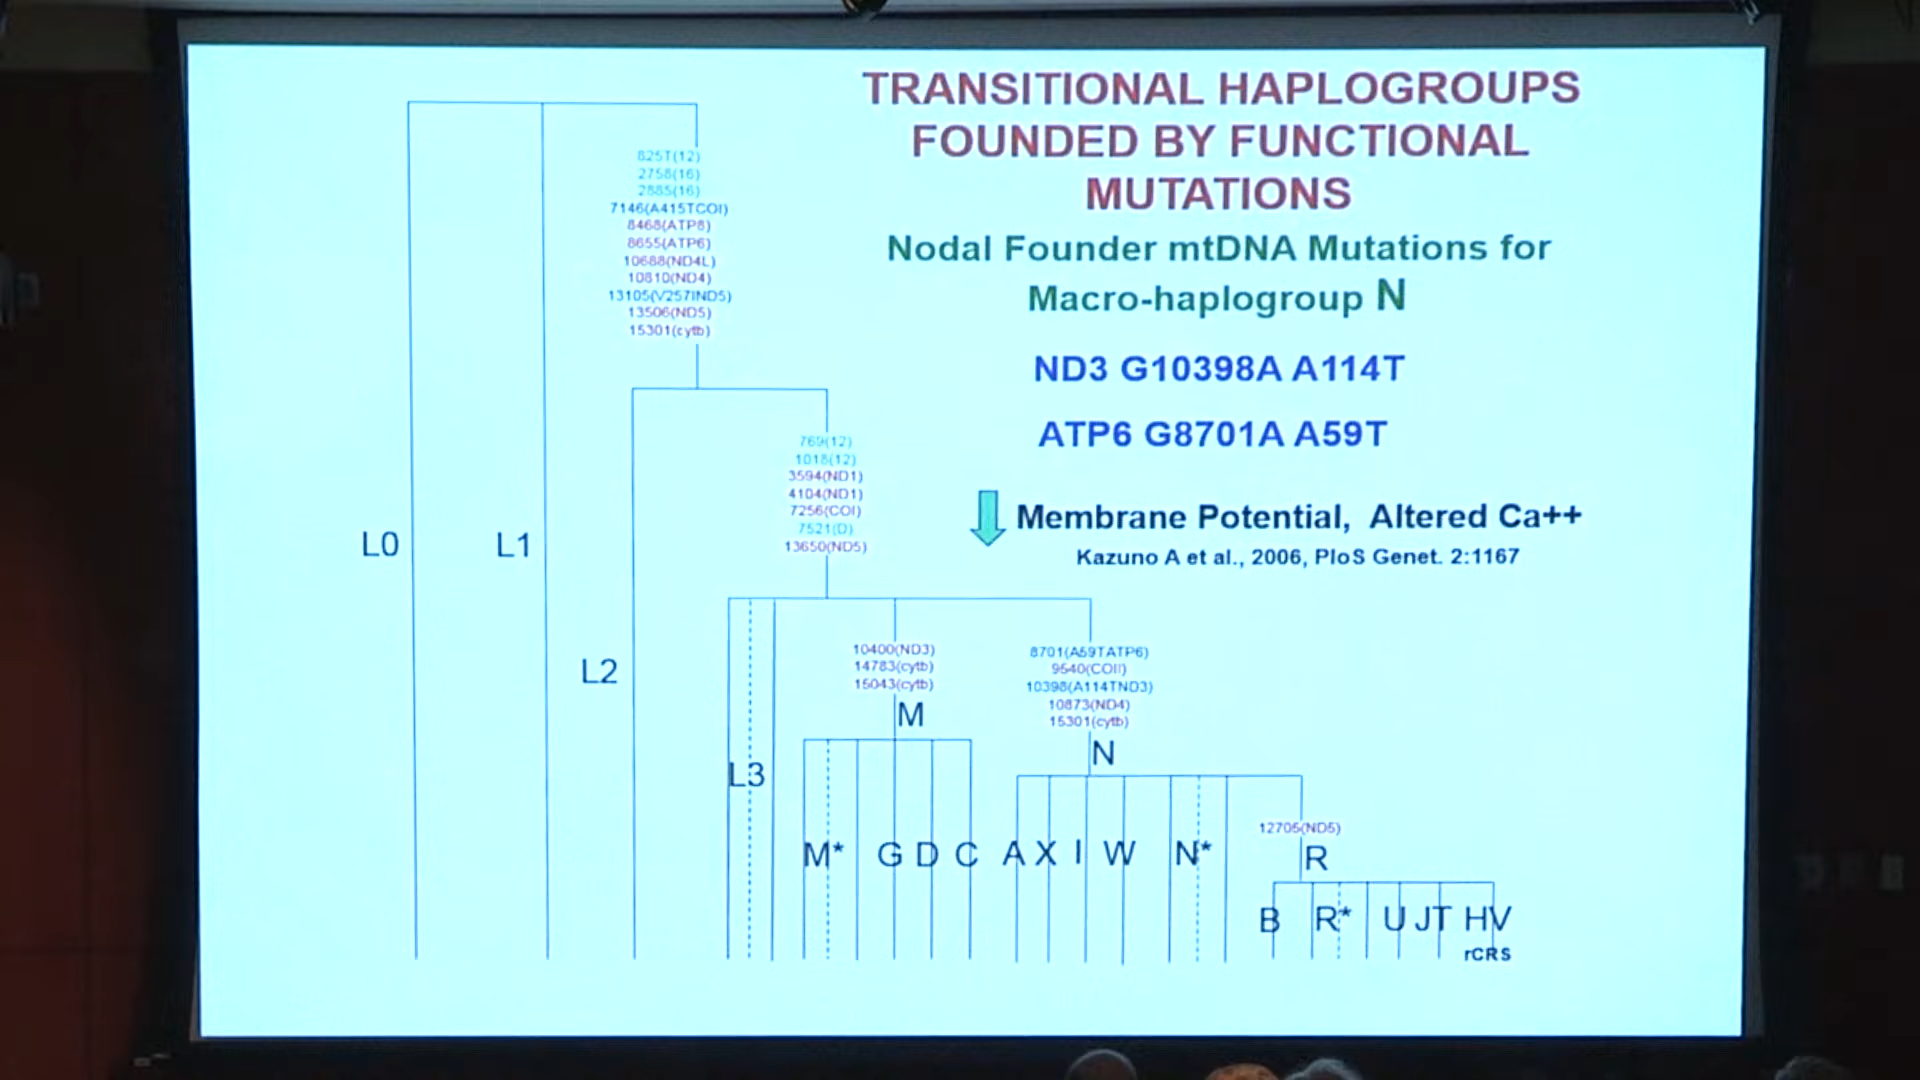 TRANSITIONAL HAPLOGROUPS
FOUNDED BY FUNCTIONAL
MUTATIONS
Nodal Founder mtDNA Mutations for
Macro-haplogroup N
ND3 G10398A A114T
ATP6 G8701A A59T
Membrane Potential, Altered Ca++
Kazuno A et al., 2006, PloS Genet. 2:1167
825T(12)
2758(16)
2885(16)
7146(A415TCOI)
8468(ATP8)
8655(ATP6)
10688(ND4L)
10810(ND4)
13105(V257IND5)
13506(ND5)
15301(cytb)
769(12)
1018(12)
3594(ND1)
4104(ND1)
7256(COI)
7521(D)
13650(ND5)
L0
L1
L2
L3
10400(ND3)
14783(cytb)
15043(cytb)
M
8701(A59TATP6)
9540(COII)
10398(A114TND3)
10873(ND4)
15301(cytb)
N
M* G D C A X I W N*
12705(ND5)
R
B R* U JT HV
rCRS